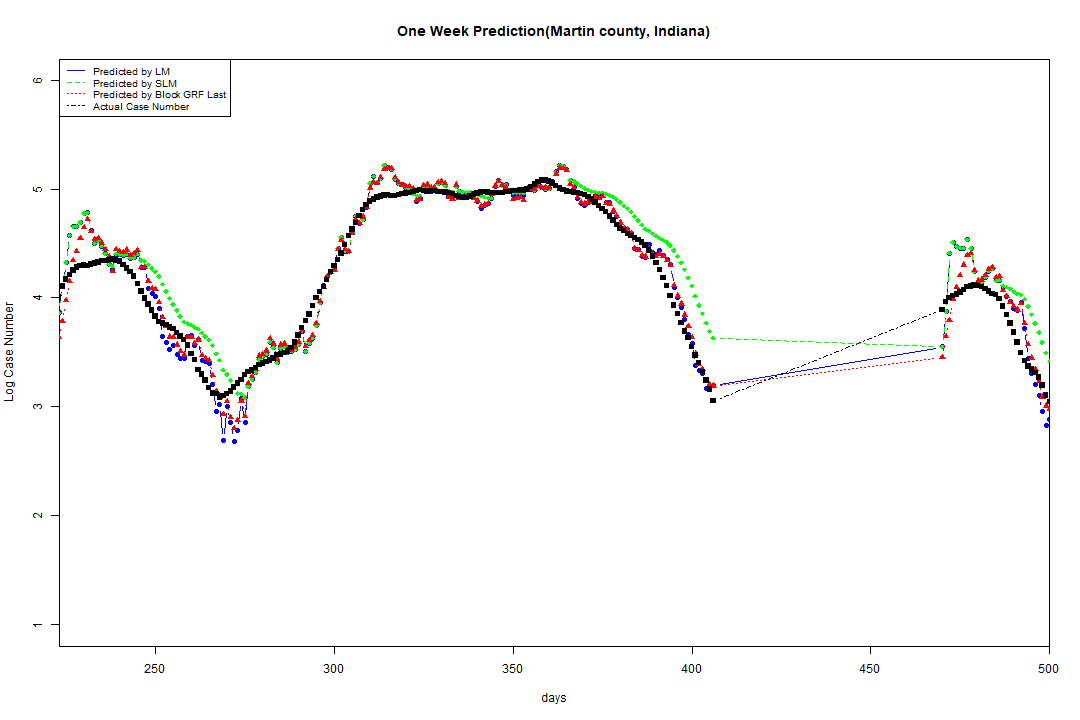 One Week Prediction(Martin county, Indiana)
Predicted by LM
Predicted by SLM
Predicted by Block GRF Last
Actual Case Number
6
5
4
3
2
1
Log Case Number
250 300 350 400 450 500
days